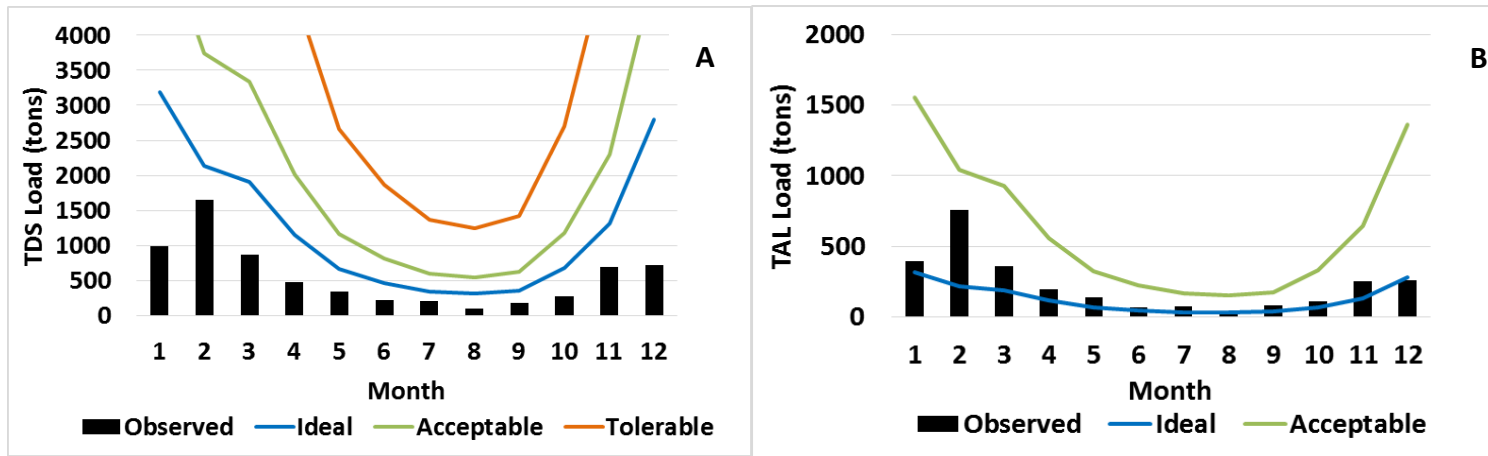 A
TDS Load (tons)
4000
3500
3000
2500
2000
1500
1000
500
0
1 2 3 4 5 6 7 8 9 10 11 12
Month
Observed Ideal Acceptable Tolerable
B
TAL Load (tons)
2000
1500
1000
500
0
1 2 3 4 5 6 7 8 9 10 11 12
Month
Observed Ideal Acceptable